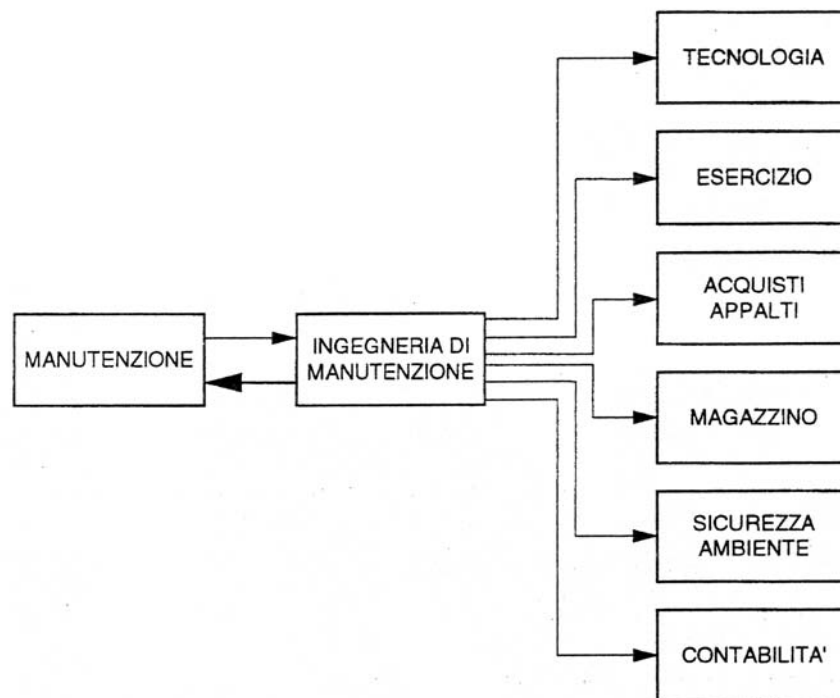 TECNOLOGIA
ESERCIZIO
ACQUISTI
APPALTI
MANUTENZIONE
INGEGNERIA DI
MANUTENZIONE
MAGAZZINO
SICUREZZA
AMBIENTE
CONTABILITA'